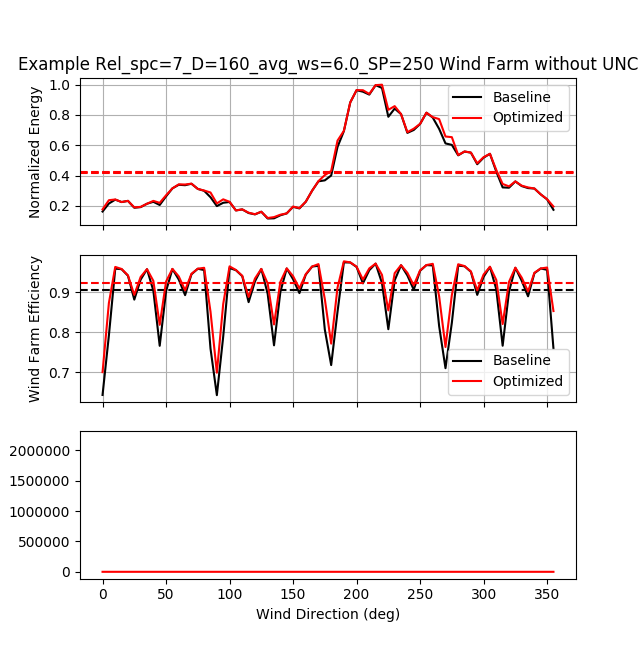 Example Rel_spc=7_D=160_avg_ws=6.0_SP=250 Wind Farm without UNC
Normalized Energy
1.0
0.8
0.6
0.4
0.2
Baseline
Optimized
Wind Farm Efficiency
0.9
0.8
0.7
Baseline
Optimized
2000000
1500000
1000000
500000
0
0 50 100 150 200 250 300 350
Wind Direction (deg)